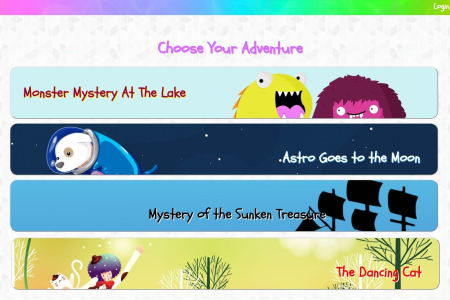 Login
Choose Your Adventure
Monster Mystery At The Lake
Astro Goes to the Moon
Mystery of the Sunken Treasure
The Dancing Cat